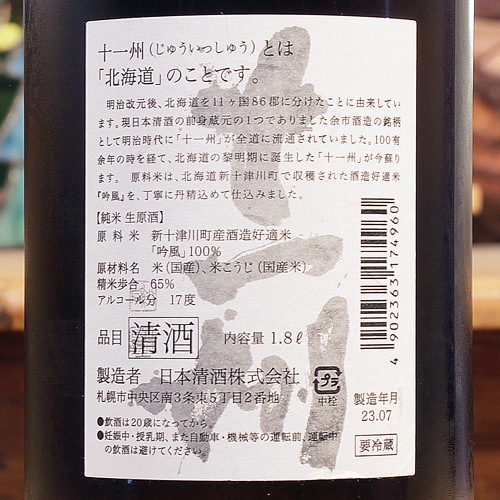 十一州（じゅういっしゅう）とは
「北海道」のことです。
明治改元後、北海道を11ヶ国86郡に分けたことに由来してい
ます。現日本清酒の前身蔵元の1つでありました余市酒造の銘柄
として明治時代に「十一州」が全道に流通されていました。100有
余年の時を経て、北海道の黎明期に誕生した「十一州」が今蘇り
ます。 原料米は、北海道新十津川町で収穫された酒造好適米
『吟風』を、丁寧に丹精込めて仕込みました。
【純米 生原酒】
原 料 米 新十津川町産酒造好適米
「吟風」100%
原材料名 米（国産）、米こうじ（国産米）
精米歩合 65%
アルコール分 17度
品目 清酒 内容量 1.8ℓ
製造者 日本清酒株式会社
札幌市中央区南3条東5丁目2番地
プラ
中栓
製造年月
23.07
要冷蔵
●飲酒は20歳になってから。
●妊娠中・授乳期、また自動車・機械等の運転前、運転中
の飲酒は避けてください。
4902363174960